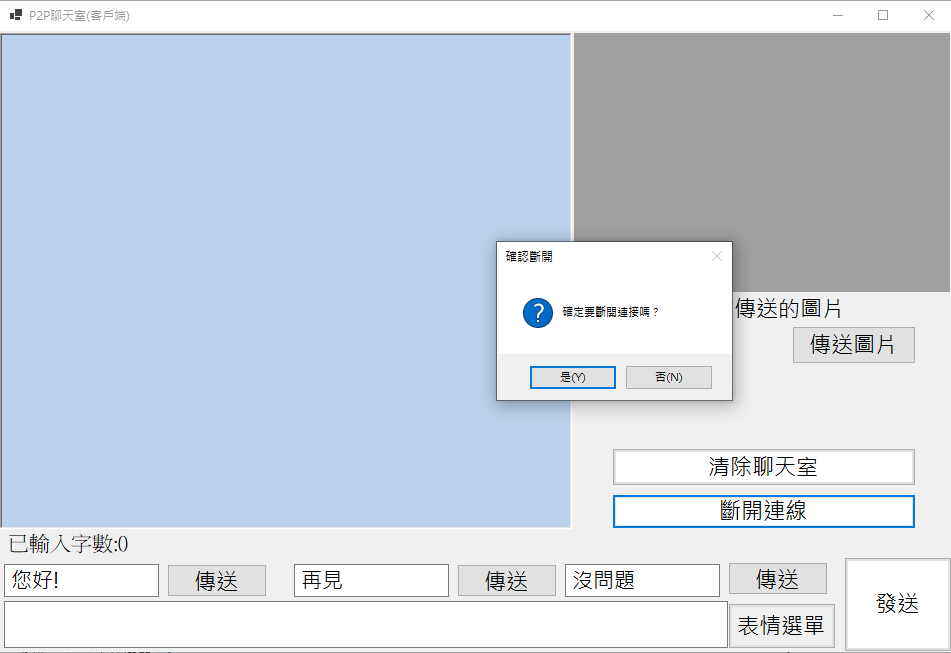 P2P聊天室(客戶端)
確認斷開
確定要斷開連接嗎？
是(Y)
否(N)
傳送的圖片
傳送圖片
清除聊天室
斷開連線
已輸入字數:0
您好!
傳送
再見
傳送
沒問題
傳送
表情選單
發送